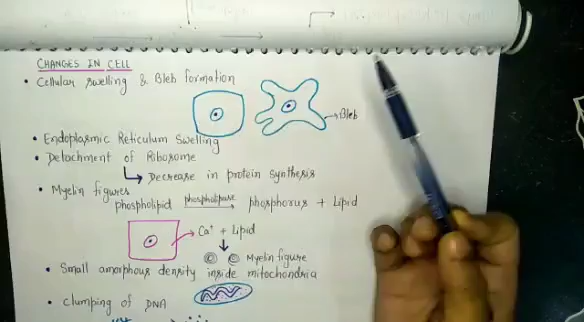 CHANGES IN CELL
• Cellular swelling & Bleb formation
Bleb
• Endoplasmic Reticulum Swelling
• Detachment of Ribosome
Decrease in protein synthesis
• Myelin figures
phospholipid phospholipase phosphorus + Lipid
Ca⁺ + Lipid
Myelin figure
• Small amorphous density inside mitochondria
• Clumping of DNA